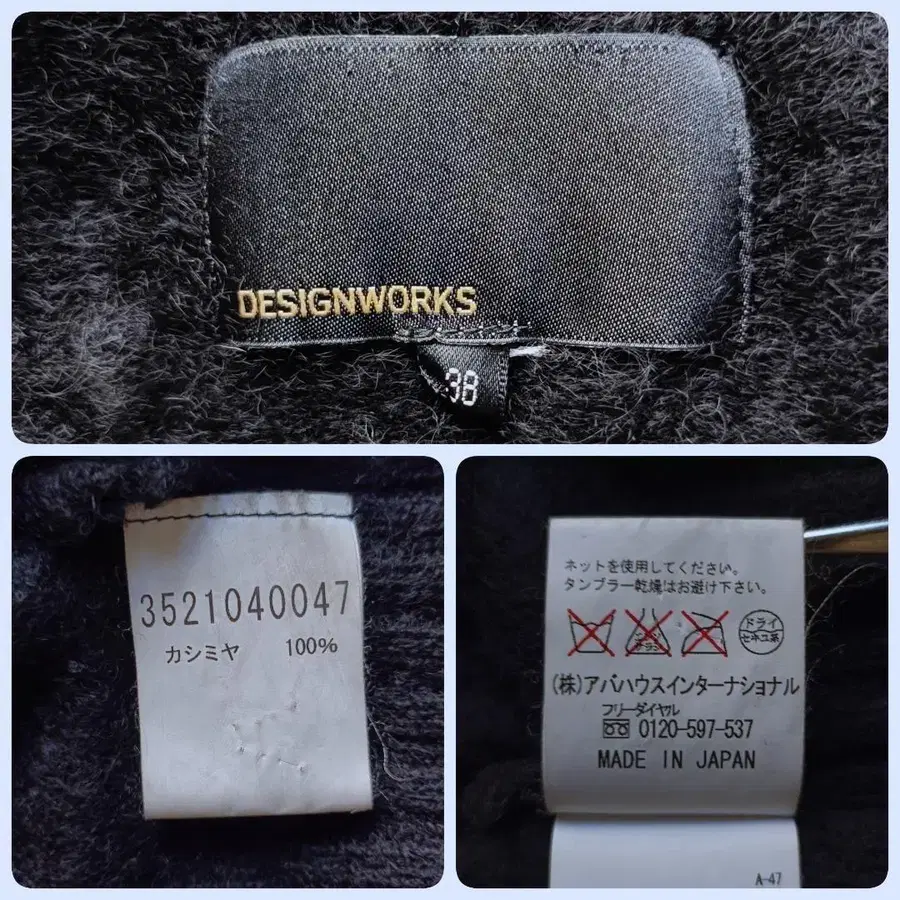 DESIGNWORKS
38
3521040047
カシミヤ 100%
ネットを使用してください。
タンブラー乾燥はお避け下さい。
ドライ
セキユ系
(株)アバハウスインターナショナル
フリーダイヤル
0120-597-537
MADE IN JAPAN
A-47